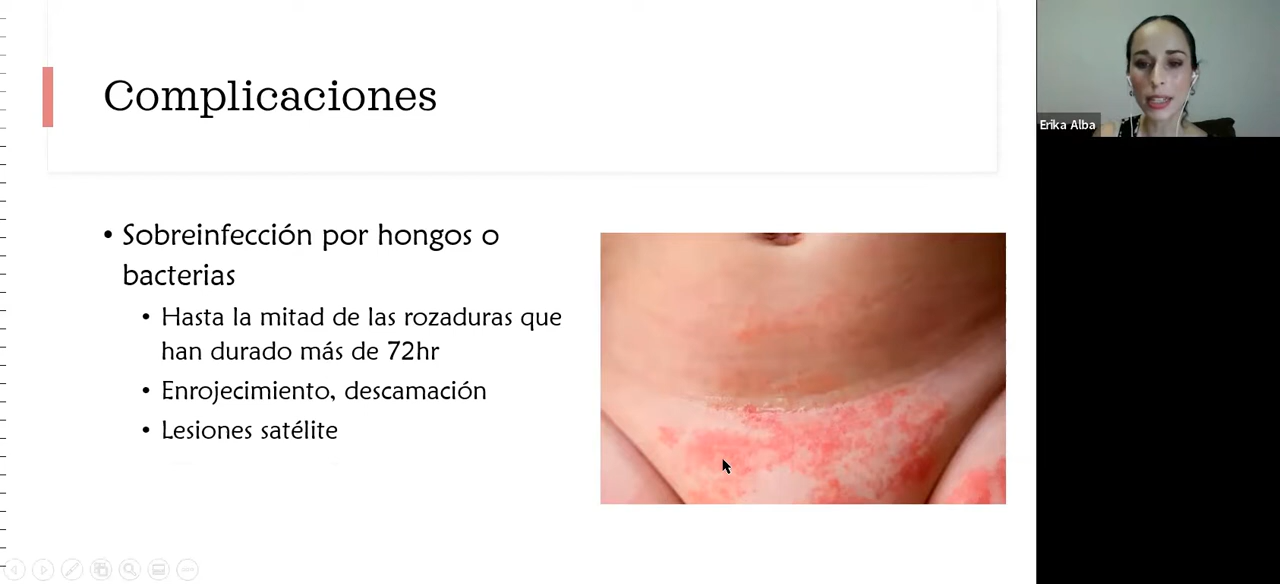 Complicaciones
Erika Alba
• Sobreinfección por hongos o
bacterias
• Hasta la mitad de las rozaduras que
han durado más de 72hr
• Enrojecimiento, descamación
• Lesiones satélite